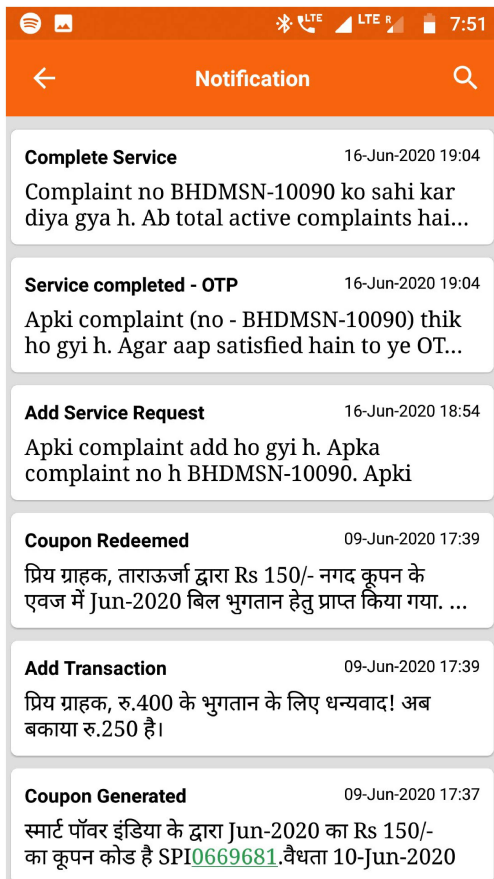 LTE LTE R 7:51
Notification
Complete Service 16-Jun-2020 19:04
Complaint no BHDMSN-10090 ko sahi kar
diya gya h. Ab total active complaints hai...
Service completed - OTP 16-Jun-2020 19:04
Apki complaint (no - BHDMSN-10090) thik
ho gyi h. Agar aap satisfied hain to ye OT...
Add Service Request 16-Jun-2020 18:54
Apki complaint add ho gyi h. Apka
complaint no h BHDMSN-10090. Apki
Coupon Redeemed 09-Jun-2020 17:39
प्रिय ग्राहक, ताराऊर्जा द्वारा Rs 150/- नगद कूपन के
एवज में Jun-2020 बिल भुगतान हेतु प्राप्त किया गया. ...
Add Transaction 09-Jun-2020 17:39
प्रिय ग्राहक, रु.400 के भुगतान के लिए धन्यवाद! अब
बकाया रु.250 है।
Coupon Generated 09-Jun-2020 17:37
स्मार्ट पॉवर इंडिया के द्वारा Jun-2020 का Rs 150/-
का कूपन कोड है SPI0669681.वैधता 10-Jun-2020